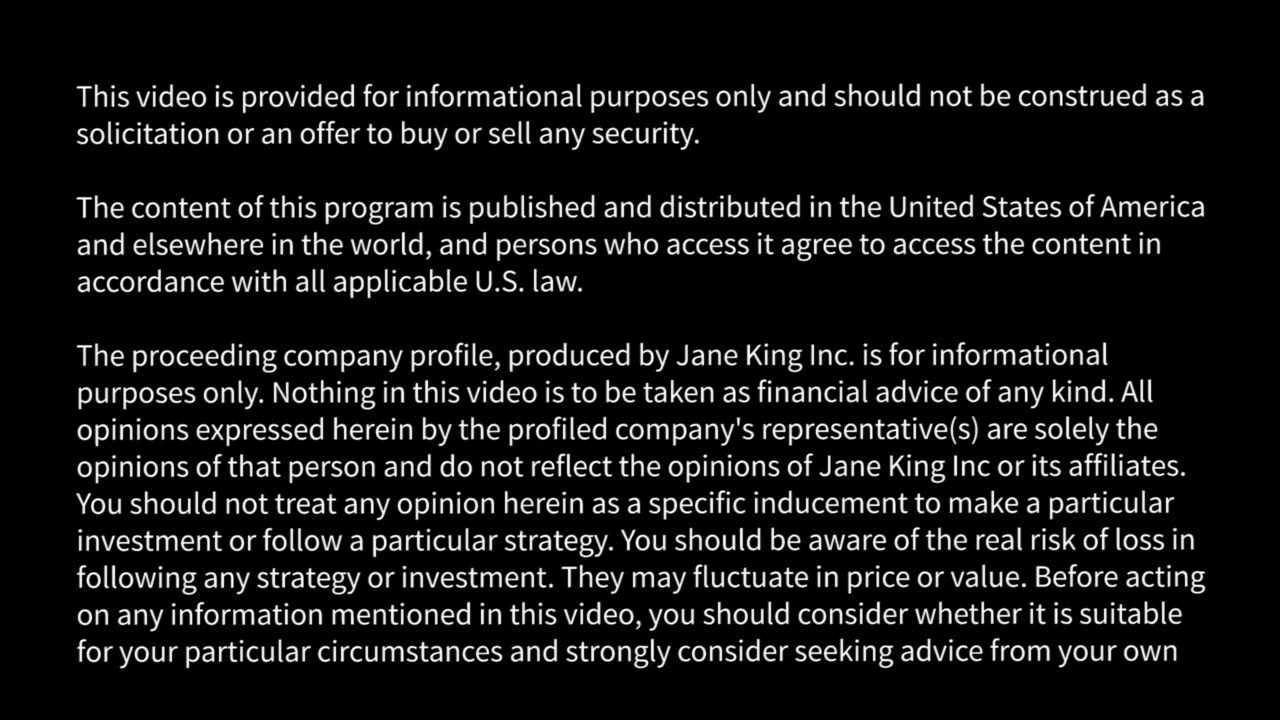 This video is provided for informational purposes only and should not be construed as a
solicitation or an offer to buy or sell any security.
The content of this program is published and distributed in the United States of America
and elsewhere in the world, and persons who access it agree to access the content in
accordance with all applicable U.S. law.
The proceeding company profile, produced by Jane King Inc. is for informational
purposes only. Nothing in this video is to be taken as financial advice of any kind. All
opinions expressed herein by the profiled company's representative(s) are solely the
opinions of that person and do not reflect the opinions of Jane King Inc or its affiliates.
You should not treat any opinion herein as a specific inducement to make a particular
investment or follow a particular strategy. You should be aware of the real risk of loss in
following any strategy or investment. They may fluctuate in price or value. Before acting
on any information mentioned in this video, you should consider whether it is suitable
for your particular circumstances and strongly consider seeking advice from your own